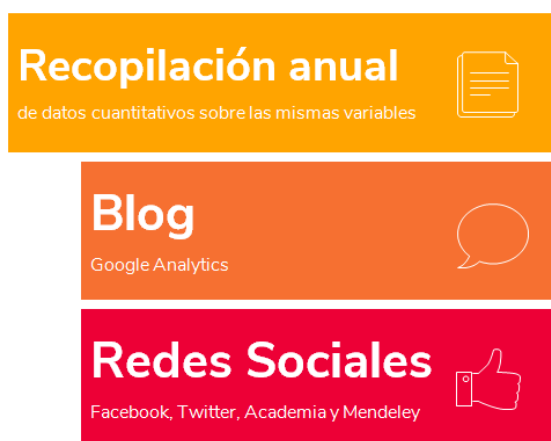 Recopilación anual
de datos cuantitativos sobre las mismas variables
Blog
Google Analytics
Redes Sociales
Facebook, Twitter, Academia y Mendeley